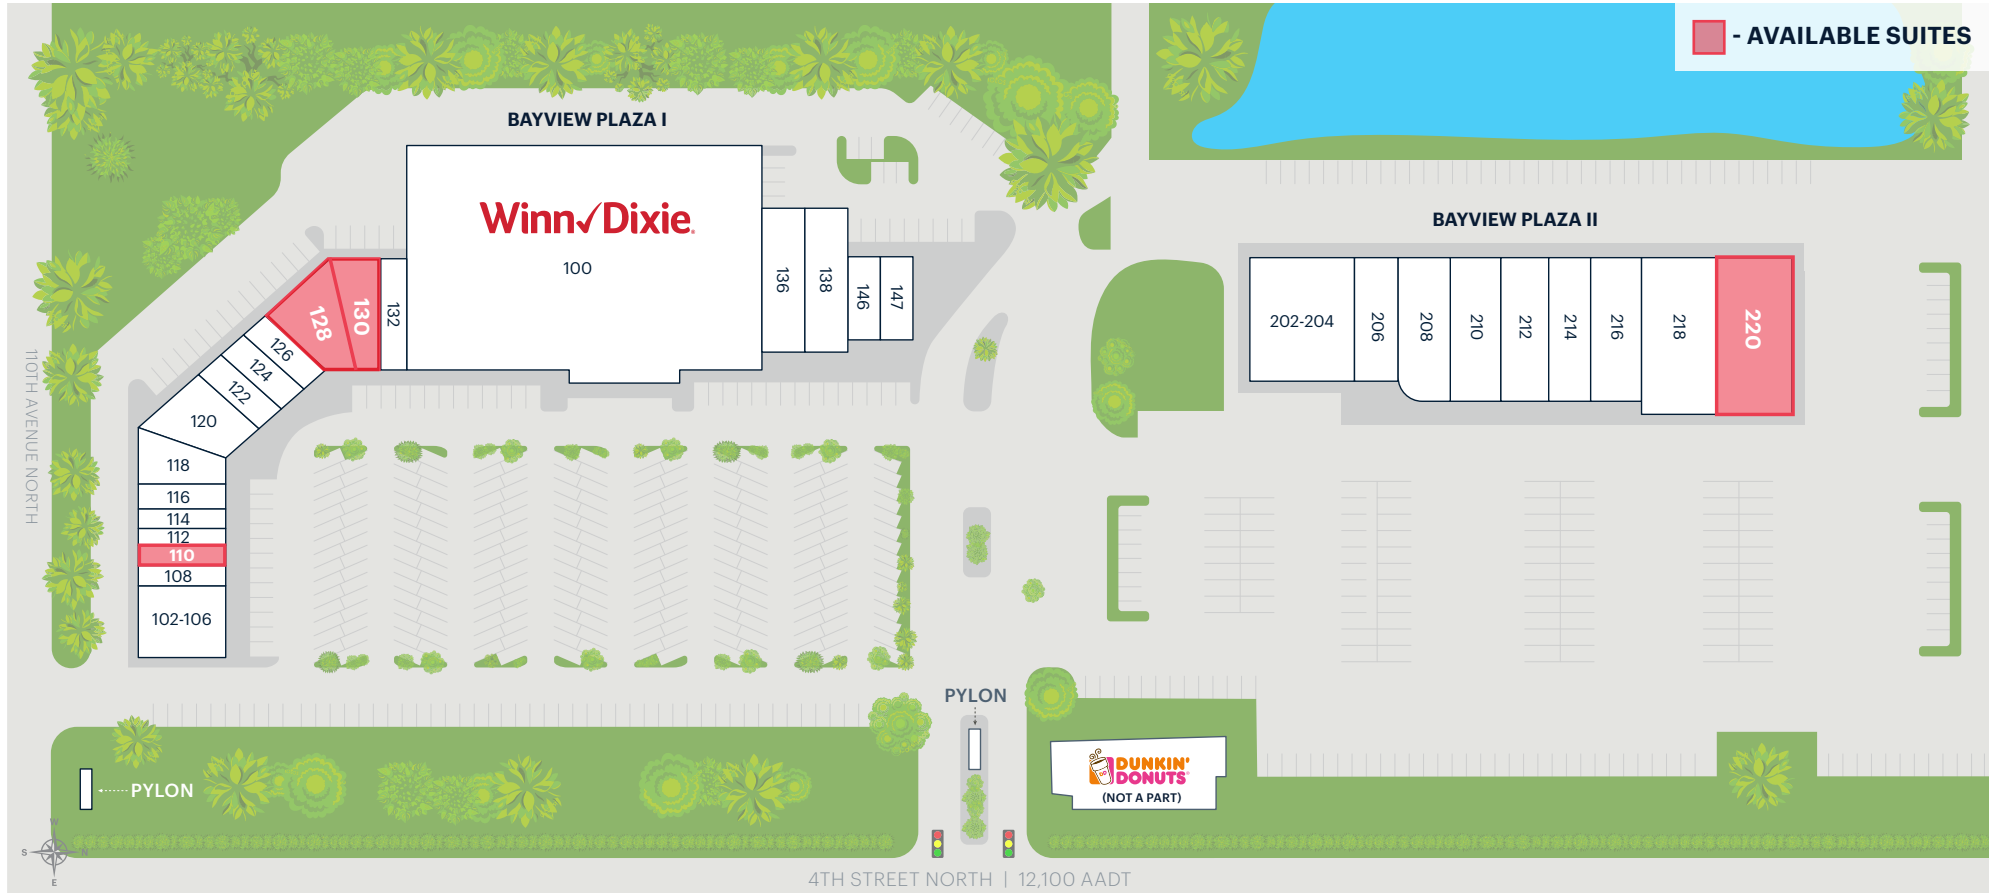 - AVAILABLE SUITES
BAYVIEW PLAZA I
Winn Dixie
100
136
138
146
147
132
130
128
126
124
122
120
118
116
114
112
110
108
102-106
BAYVIEW PLAZA II
202-204
206
208
210
212
214
216
218
220
110TH AVENUE NORTH
PYLON
PYLON
DUNKIN'
DONUTS
(NOT A PART)
W
S
N
E
4TH STREET NORTH | 12,100 AADT